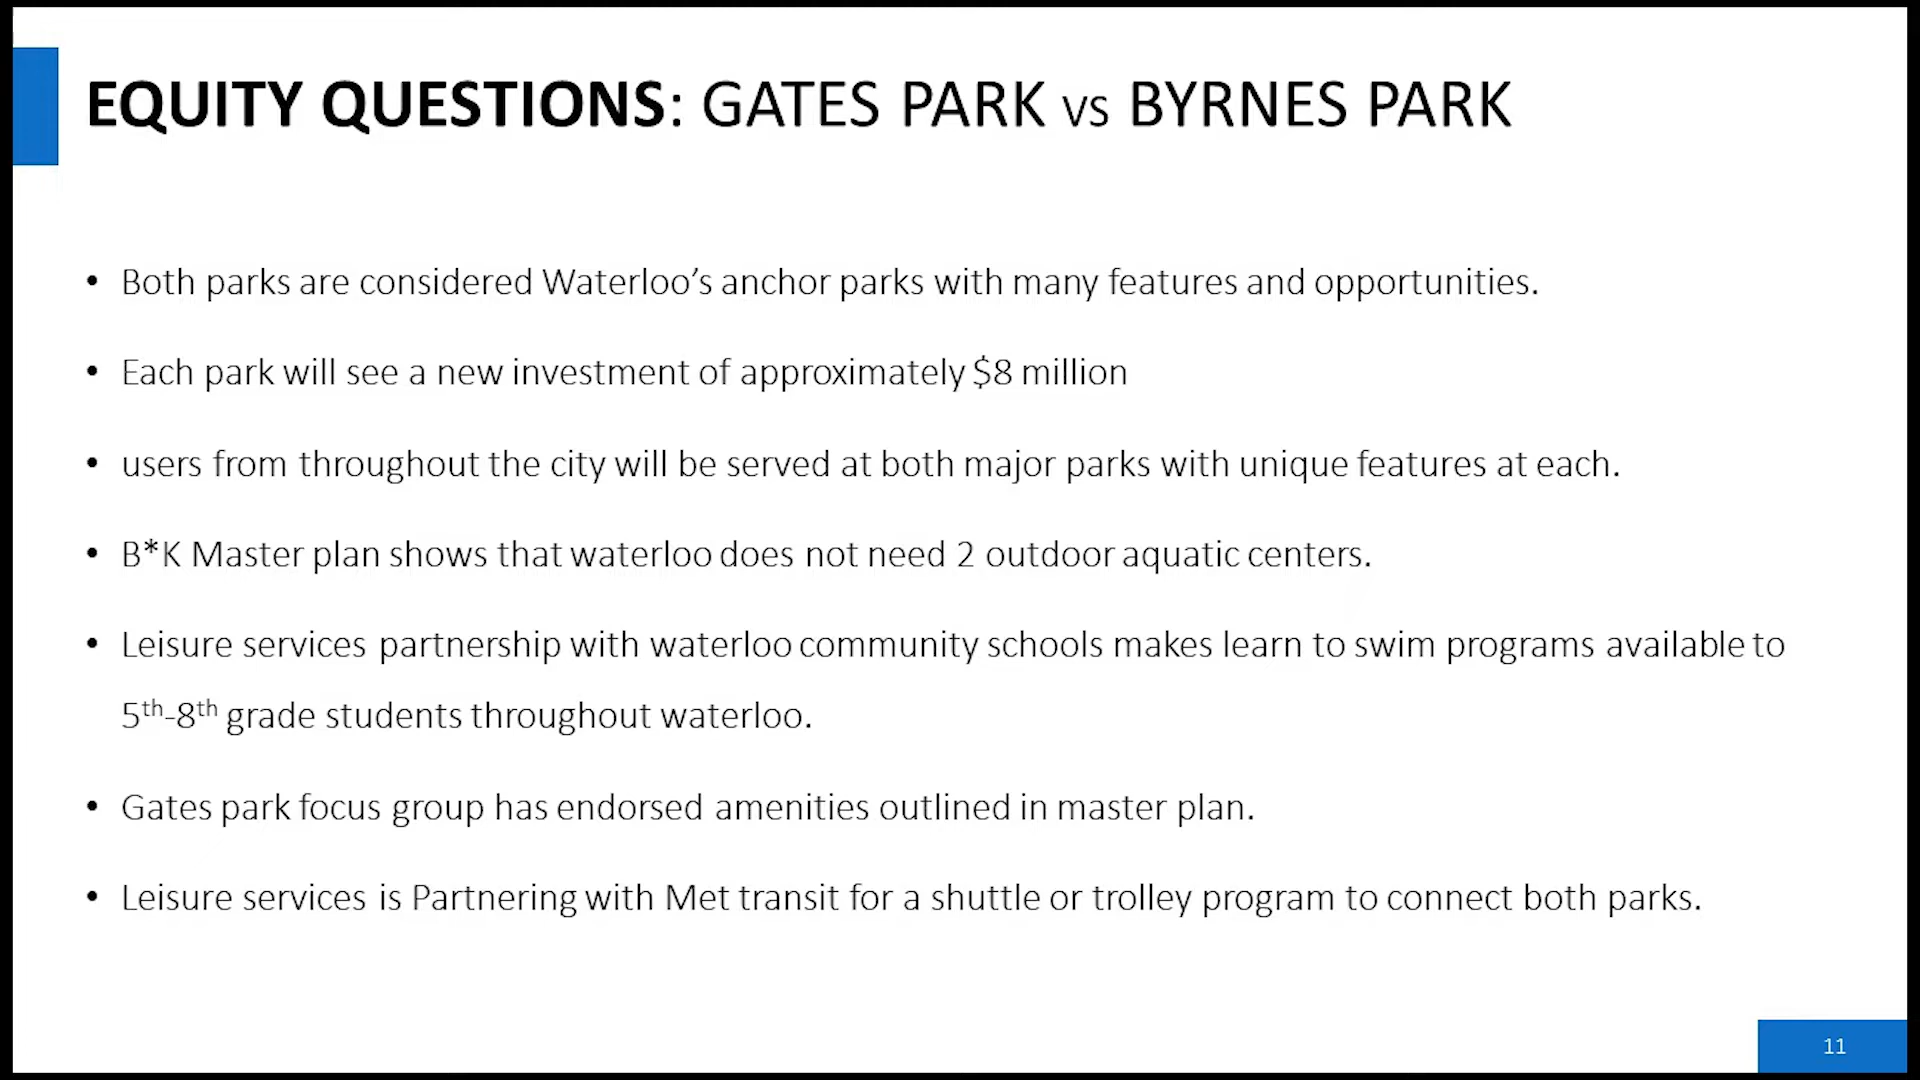 EQUITY QUESTIONS: GATES PARK vs BYRNES PARK
• Both parks are considered Waterloo’s anchor parks with many features and opportunities.
• Each park will see a new investment of approximately $8 million
• users from throughout the city will be served at both major parks with unique features at each.
• B*K Master plan shows that waterloo does not need 2 outdoor aquatic centers.
• Leisure services partnership with waterloo community schools makes learn to swim programs available to
5th-8th grade students throughout waterloo.
• Gates park focus group has endorsed amenities outlined in master plan.
• Leisure services is Partnering with Met transit for a shuttle or trolley program to connect both parks.
11